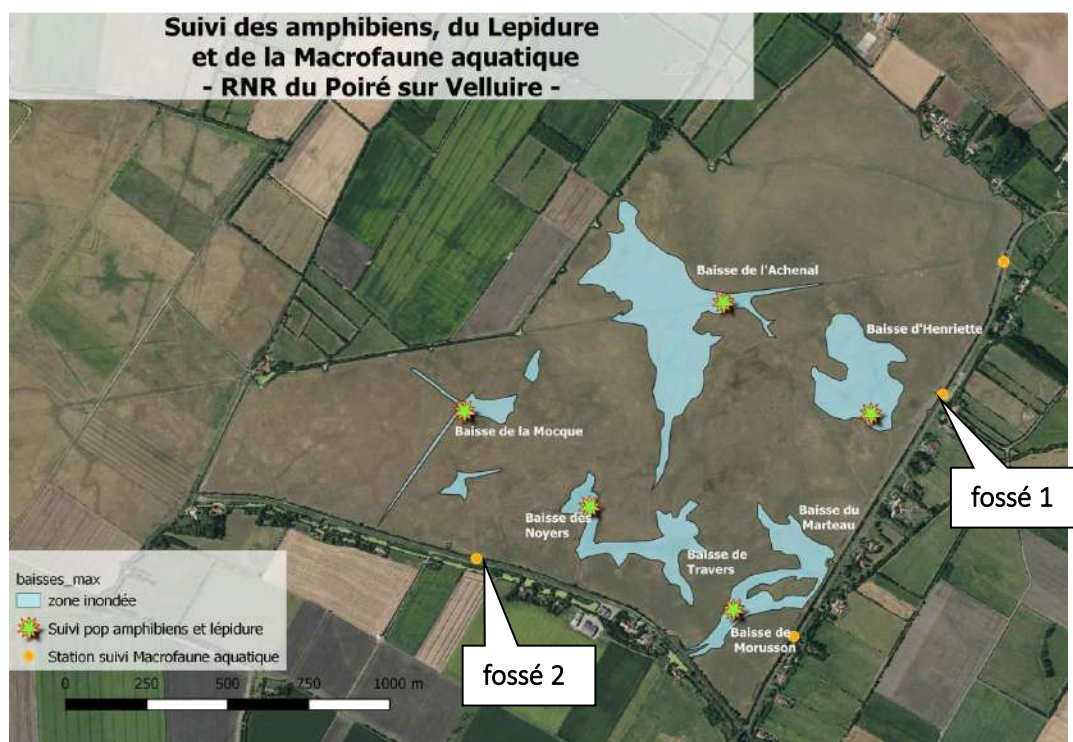 Suivi des amphibiens, du Lepidure
et de la Macrofaune aquatique
- RNR du Poiré sur Velluire -
Baisse de l'Achenal
Baisse d'Henriette
Baisse de la Mocque
fossé 1
Baisse des
Noyers
Baisse du
Marteau
Baisse de
Travers
Baisse de
Morusson
fossé 2
baisses_max
zone inondée
Suivi pop amphibiens et lépidure
Station suivi Macrofaune aquatique
0 250 500 750 1000 m